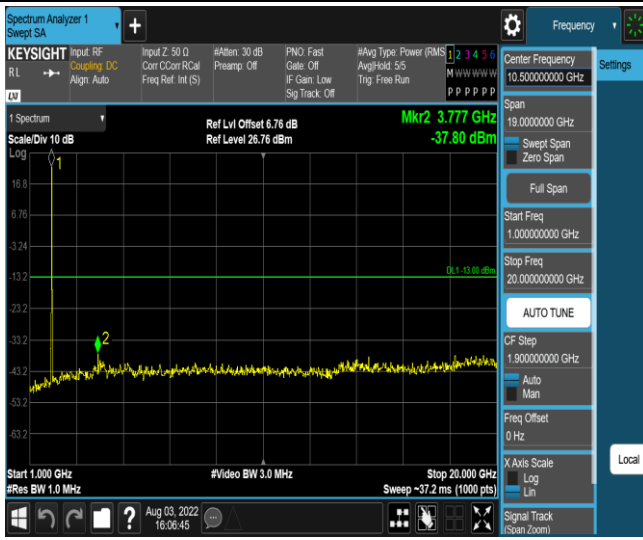 Spectrum Analyzer 1
Swept SA
Frequency
KEYSIGHT
RL
LXI
Input: RF
Coupling: DC
Align: Auto
Input Z: 50 Ω
Corr CCorr RCal
Freq Ref: Int (S)
#Atten: 30 dB
Preamp: Off
PNO: Fast
Gate: Off
IF Gain: Low
Sig Track: Off
#Avg Type: Power (RMS
Avg|Hold: 5/5
Trig: Free Run
1 2 3 4 5 6
M W W W W W
P P P P P P
1 Spectrum
Scale/Div 10 dB
Log
Ref Lvl Offset 6.76 dB
Ref Level 26.76 dBm
Mkr2 3.777 GHz
-37.80 dBm
1
16.8
6.76
-3.24
DL1 -13.00 dBm
-13.2
-23.2
-33.2
2
-43.2
-53.2
-63.2
Start 1.000 GHz
#Res BW 1.0 MHz
#Video BW 3.0 MHz
Stop 20.000 GHz
Sweep ~37.2 ms (1000 pts)
?
Aug 03, 2022
16:06:45
Center Frequency
10.500000000 GHz
Span
19.0000000 GHz
Swept Span
Zero Span
Full Span
Start Freq
1.000000000 GHz
Stop Freq
20.000000000 GHz
AUTO TUNE
CF Step
1.900000000 GHz
Auto
Man
Freq Offset
0 Hz
X Axis Scale
Log
Lin
Signal Track
(Span Zoom)
Settings
Local